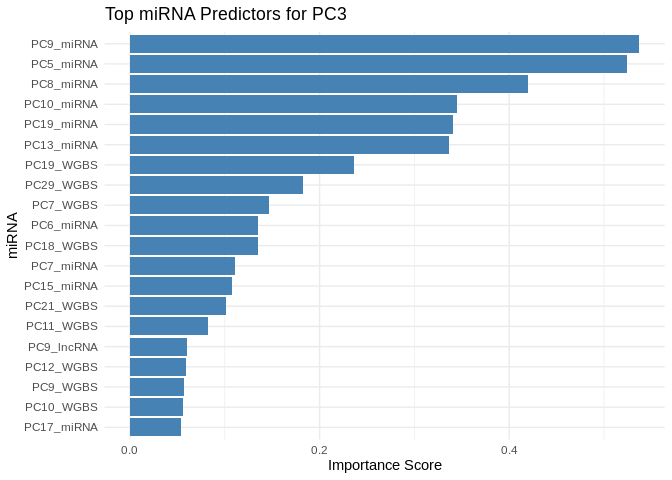 Top miRNA Predictors for PC3
miRNA
PC9_miRNA
PC5_miRNA
PC8_miRNA
PC10_miRNA
PC19_miRNA
PC13_miRNA
PC19_WGBS
PC29_WGBS
PC7_WGBS
PC6_miRNA
PC18_WGBS
PC7_miRNA
PC15_miRNA
PC21_WGBS
PC11_WGBS
PC9_lncRNA
PC12_WGBS
PC9_WGBS
PC10_WGBS
PC17_miRNA
0.0 0.2 0.4
Importance Score